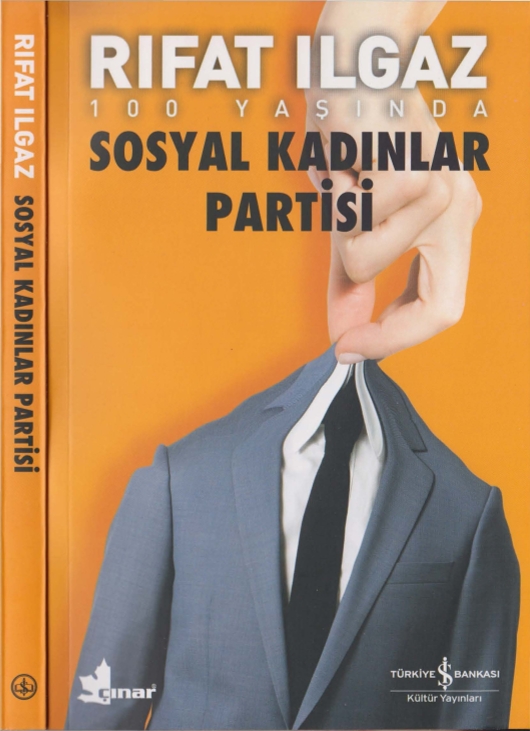 RIFAT ILGAZ SOSYAL KADINLAR PARTİSİ
RIFAT ILGAZ
100 YAŞINDA
SOSYAL KADINLAR
PARTİSİ
çınar
TÜRKİYE İŞ BANKASI
Kültür Yayınları